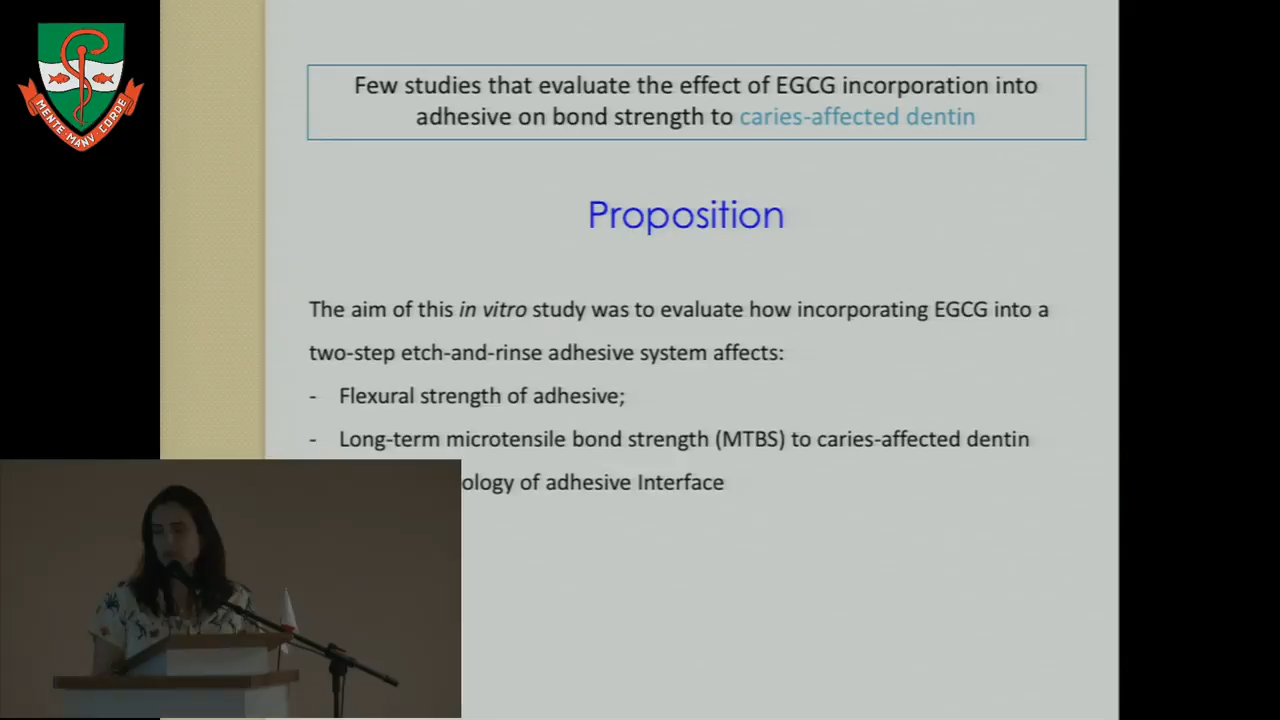 MENTE MANV CORDE
Few studies that evaluate the effect of EGCG incorporation into
adhesive on bond strength to caries-affected dentin
Proposition
The aim of this in vitro study was to evaluate how incorporating EGCG into a
two-step etch-and-rinse adhesive system affects:
- Flexural strength of adhesive;
- Long-term microtensile bond strength (MTBS) to caries-affected dentin
of adhesive Interface